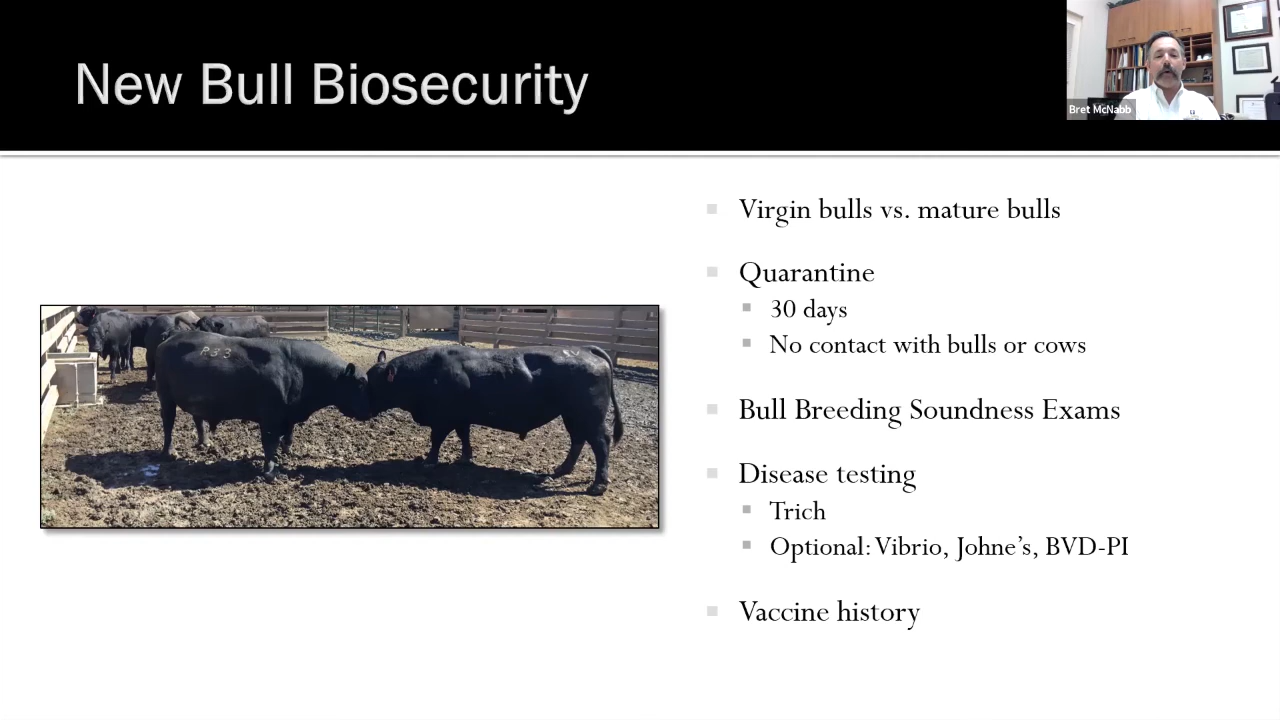 New Bull Biosecurity
Bret McNabb
Virgin bulls vs. mature bulls
Quarantine
30 days
No contact with bulls or cows
Bull Breeding Soundness Exams
Disease testing
Trich
Optional: Vibrio, Johne’s, BVD-PI
Vaccine history
P33